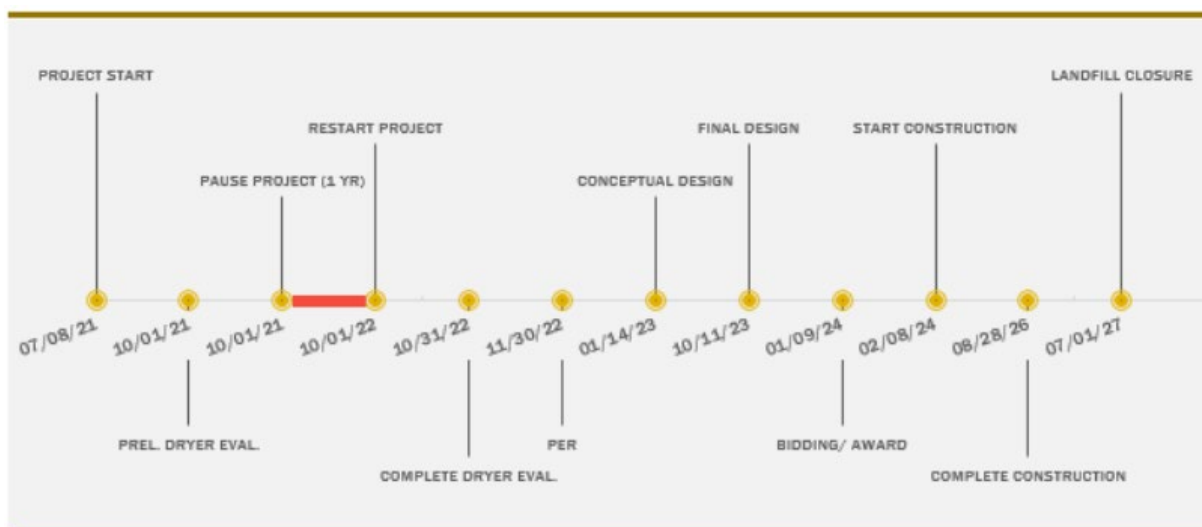 PROJECT START
LANDFILL CLOSURE
RESTART PROJECT
FINAL DESIGN
START CONSTRUCTION
PAUSE PROJECT (1 YR)
CONCEPTUAL DESIGN
07/08/21
10/01/21
10/01/21
10/01/22
10/31/22
11/30/22
01/14/23
10/11/23
01/09/24
02/08/24
08/28/26
07/01/27
PREL. DRYER EVAL.
PER
BIDDING/ AWARD
COMPLETE DRYER EVAL.
COMPLETE CONSTRUCTION